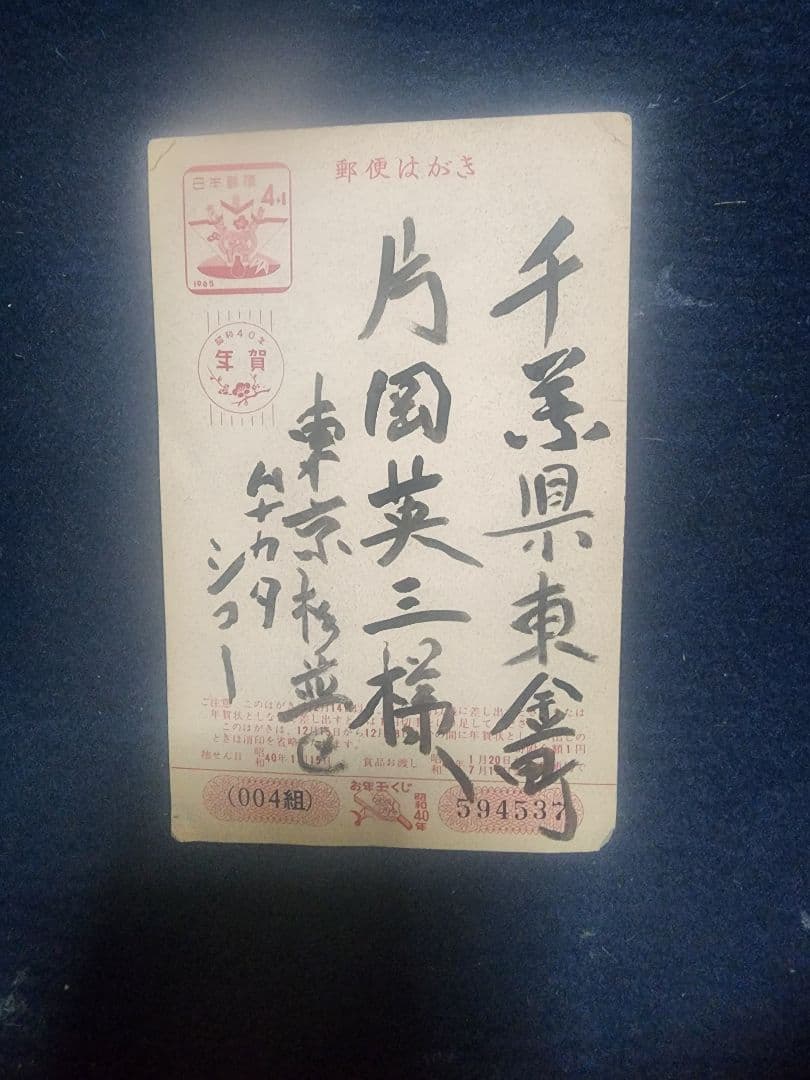 郵便はがき
日本郵便
4+1
1965
昭和40年
年賀
千葉県東金町
片岡英三様
東京杉並区
ムナカタ
シコー
お年玉くじ
昭和40年
(004組)
594537